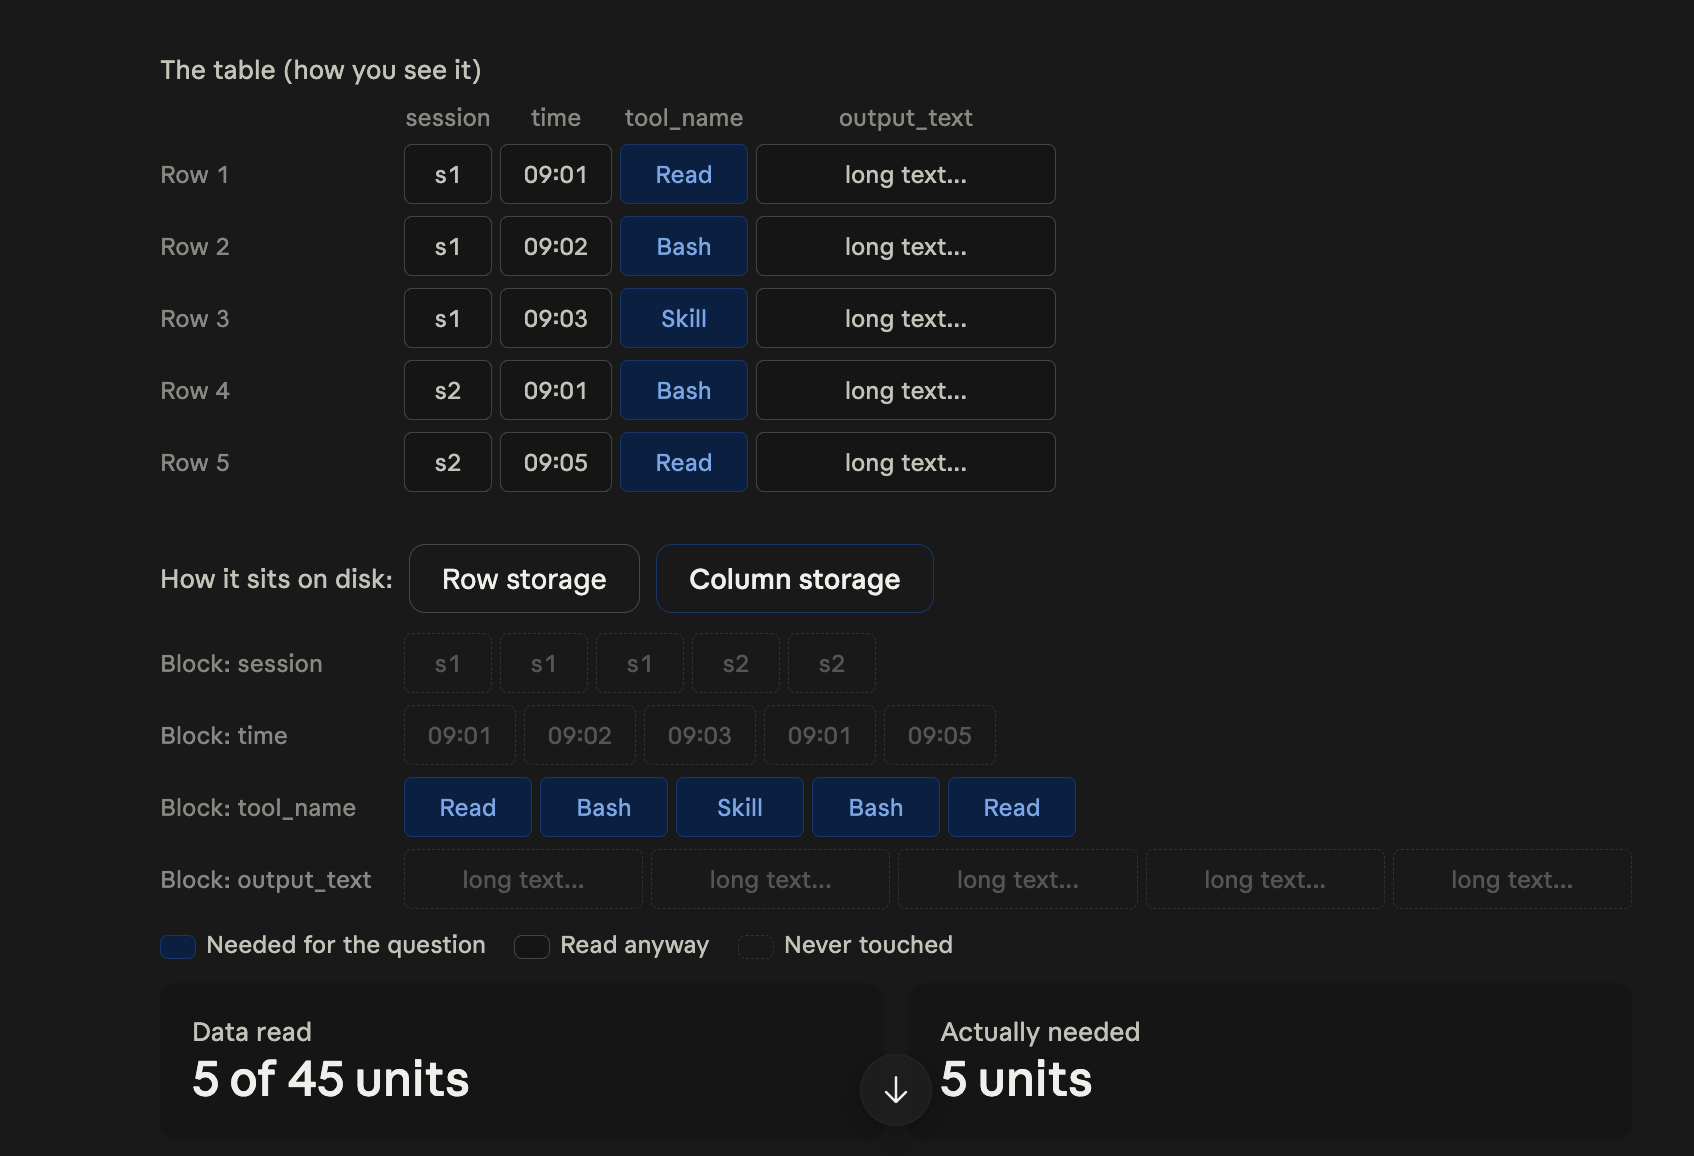 The table (how you see it)
session time tool_name output_text
Row 1 s1 09:01 Read long text...
Row 2 s1 09:02 Bash long text...
Row 3 s1 09:03 Skill long text...
Row 4 s2 09:01 Bash long text...
Row 5 s2 09:05 Read long text...
How it sits on disk: Row storage Column storage
Block: session s1 s1 s1 s2 s2
Block: time 09:01 09:02 09:03 09:01 09:05
Block: tool_name Read Bash Skill Bash Read
Block: output_text long text... long text... long text... long text... long text...
Needed for the question Read anyway Never touched
Data read Actually needed
5 of 45 units 5 units